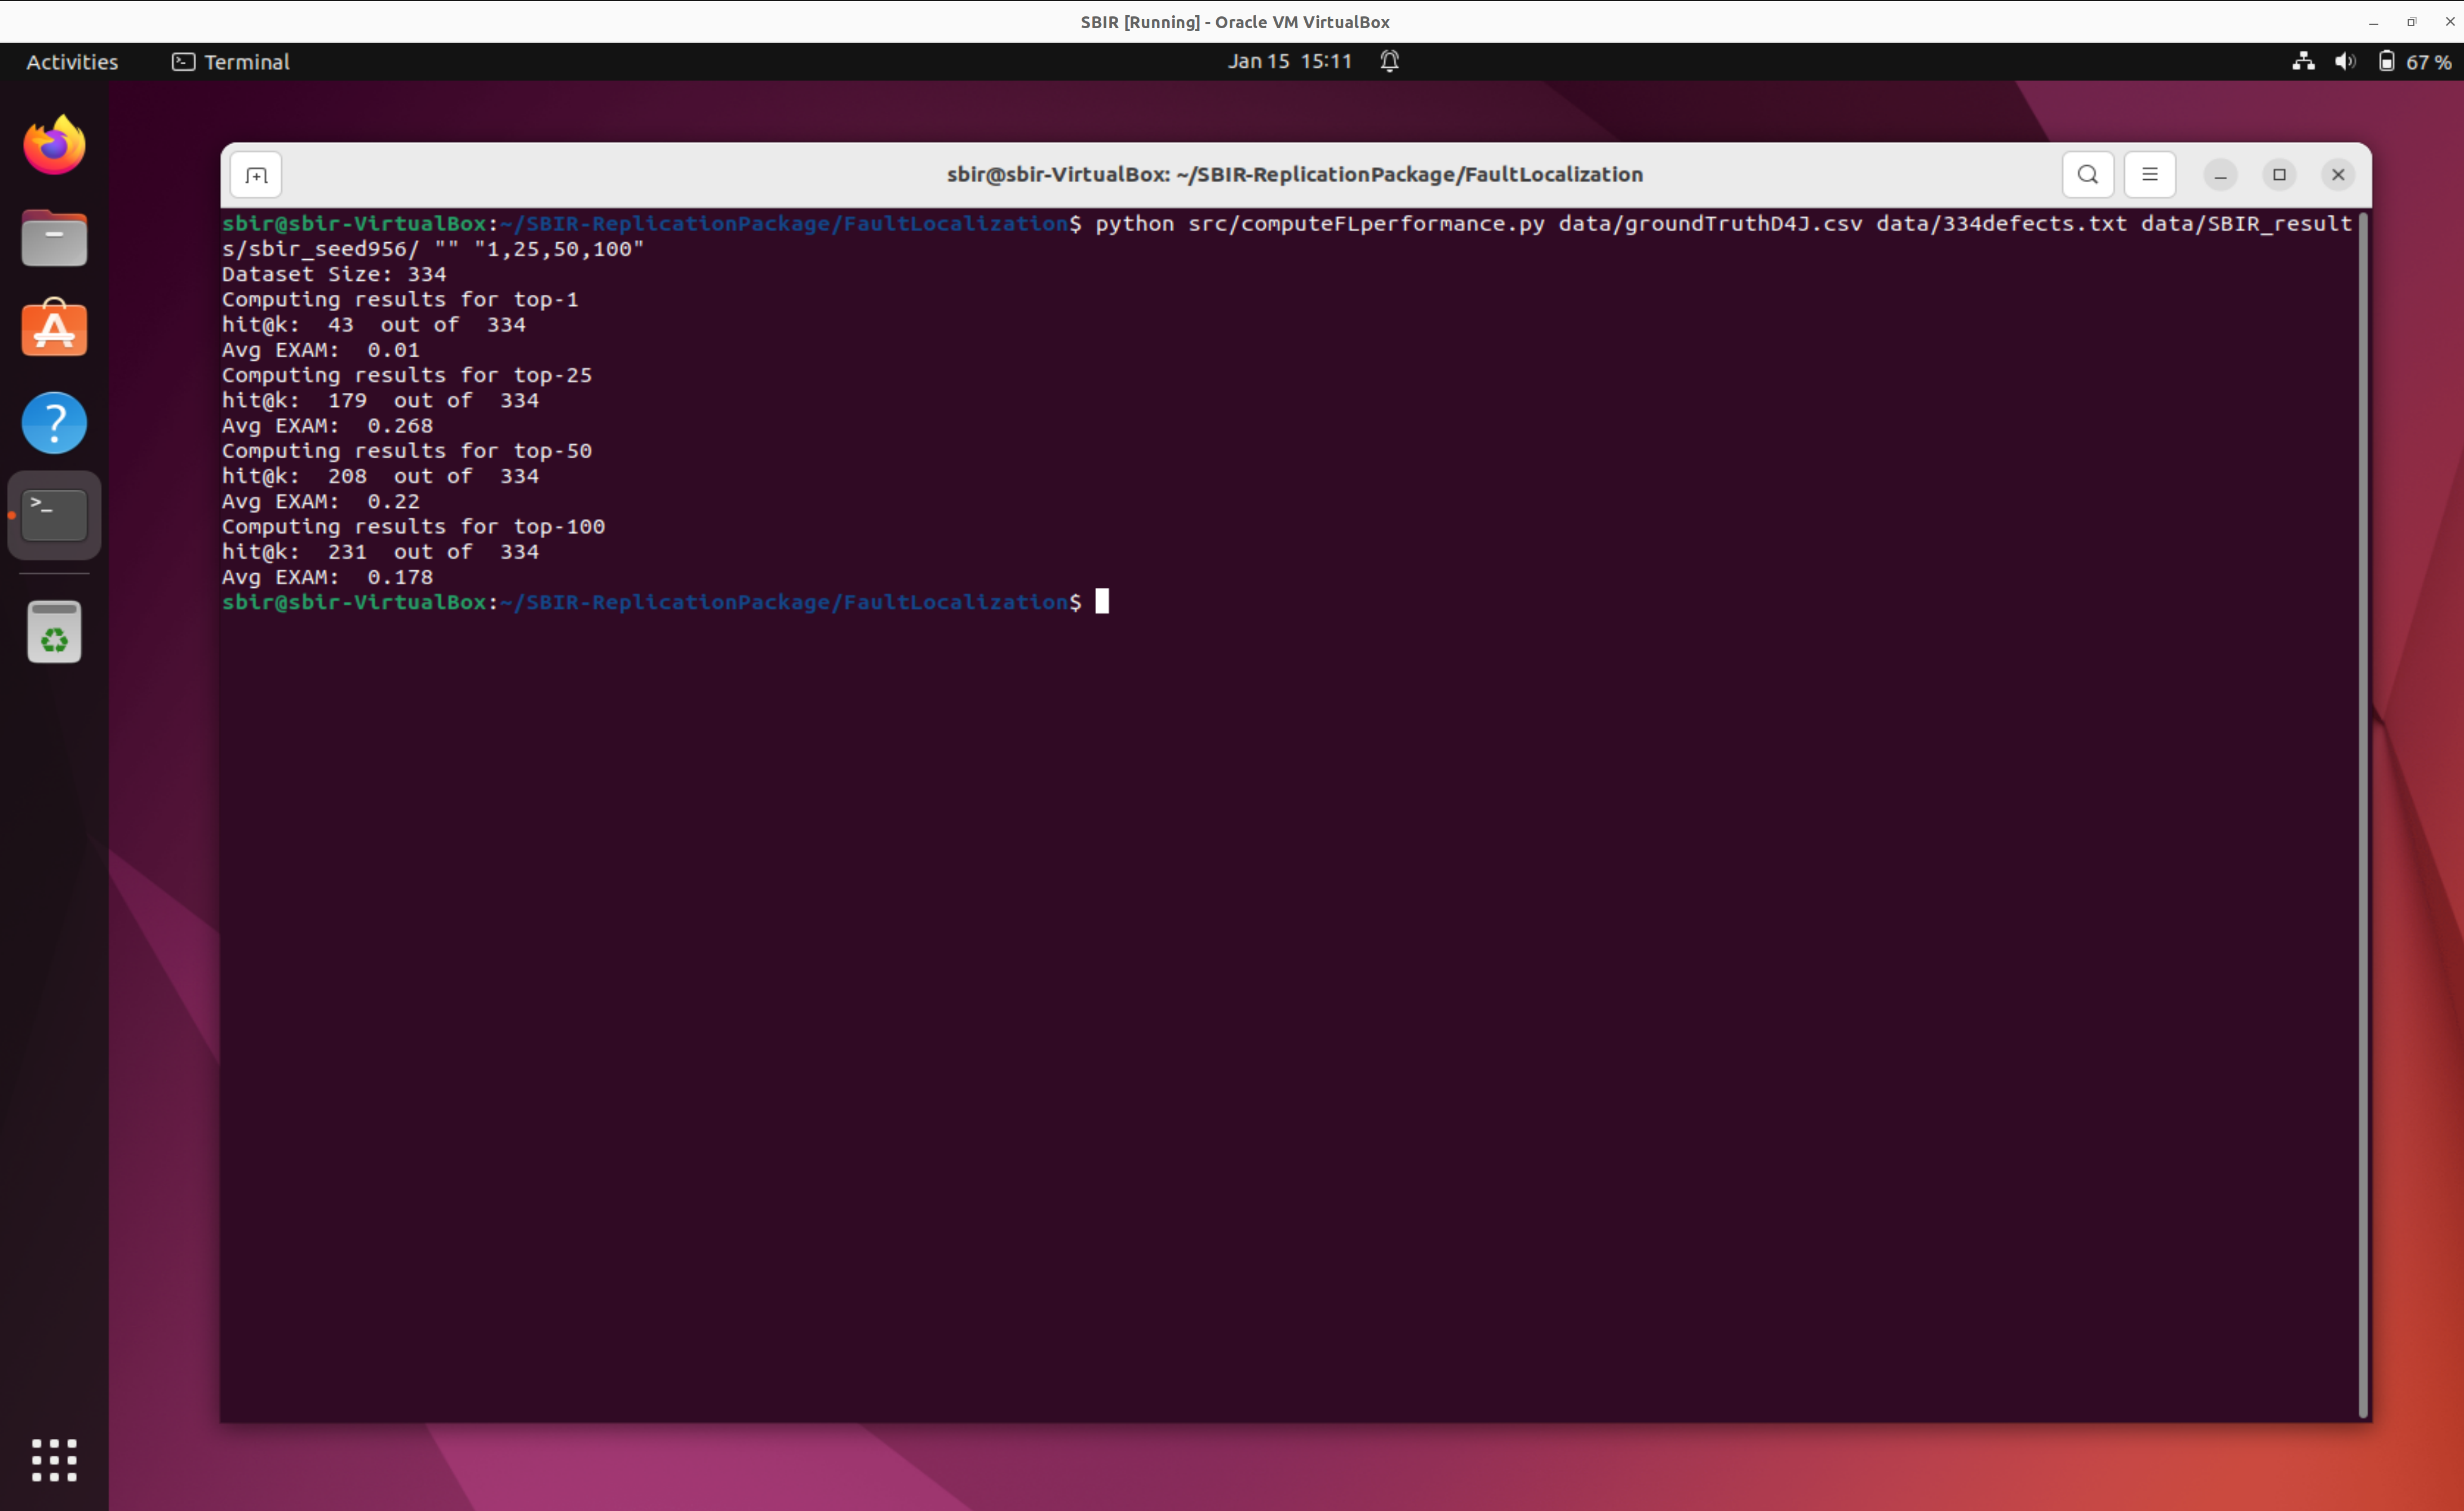 SBIR [Running] - Oracle VM VirtualBox
Activities
Terminal
Jan 15 15:11
67 %
sbir@sbir-VirtualBox: ~/SBIR-ReplicationPackage/FaultLocalization
sbir@sbir-VirtualBox:~/SBIR-ReplicationPackage/FaultLocalization$ python src/computeFLperformance.py data/groundTruthD4J.csv data/334defects.txt data/SBIR_result
s/sbir_seed956/ "" "1,25,50,100"
Dataset Size: 334
Computing results for top-1
hit@k:  43  out of  334
Avg EXAM:  0.01
Computing results for top-25
hit@k:  179  out of  334
Avg EXAM:  0.268
Computing results for top-50
hit@k:  208  out of  334
Avg EXAM:  0.22
Computing results for top-100
hit@k:  231  out of  334
Avg EXAM:  0.178
sbir@sbir-VirtualBox:~/SBIR-ReplicationPackage/FaultLocalization$